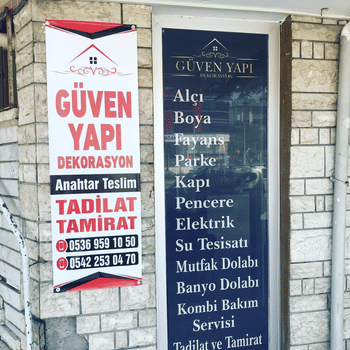 GÜVEN
YAPI
DEKORASYON
Anahtar Teslim
TADİLAT
TAMİRAT
0536 959 10 50
0542 253 04 70
GÜVEN YAPI
DEKORASYON
Alçı
Boya
Fayans
Parke
Kapı
Pencere
Elektrik
Su Tesisatı
Mutfak Dolabı
Banyo Dolabı
Kombi Bakım
Servisi
Tadilat ve Tamirat